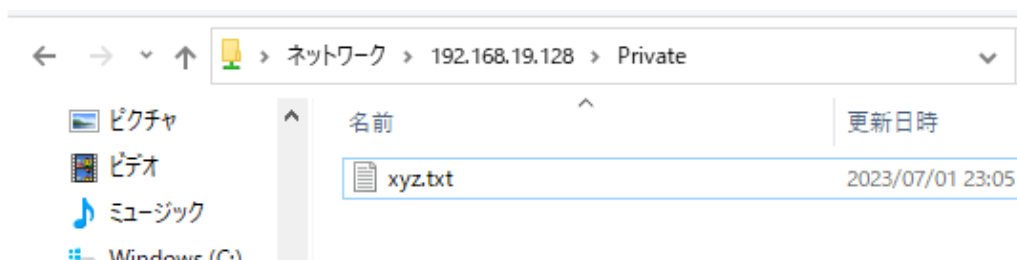 ネットワーク > 192.168.19.128 > Private
ピクチャ
名前
更新日時
ビデオ
xyz.txt
2023/07/01 23:05
ミュージック
Windows (C:)